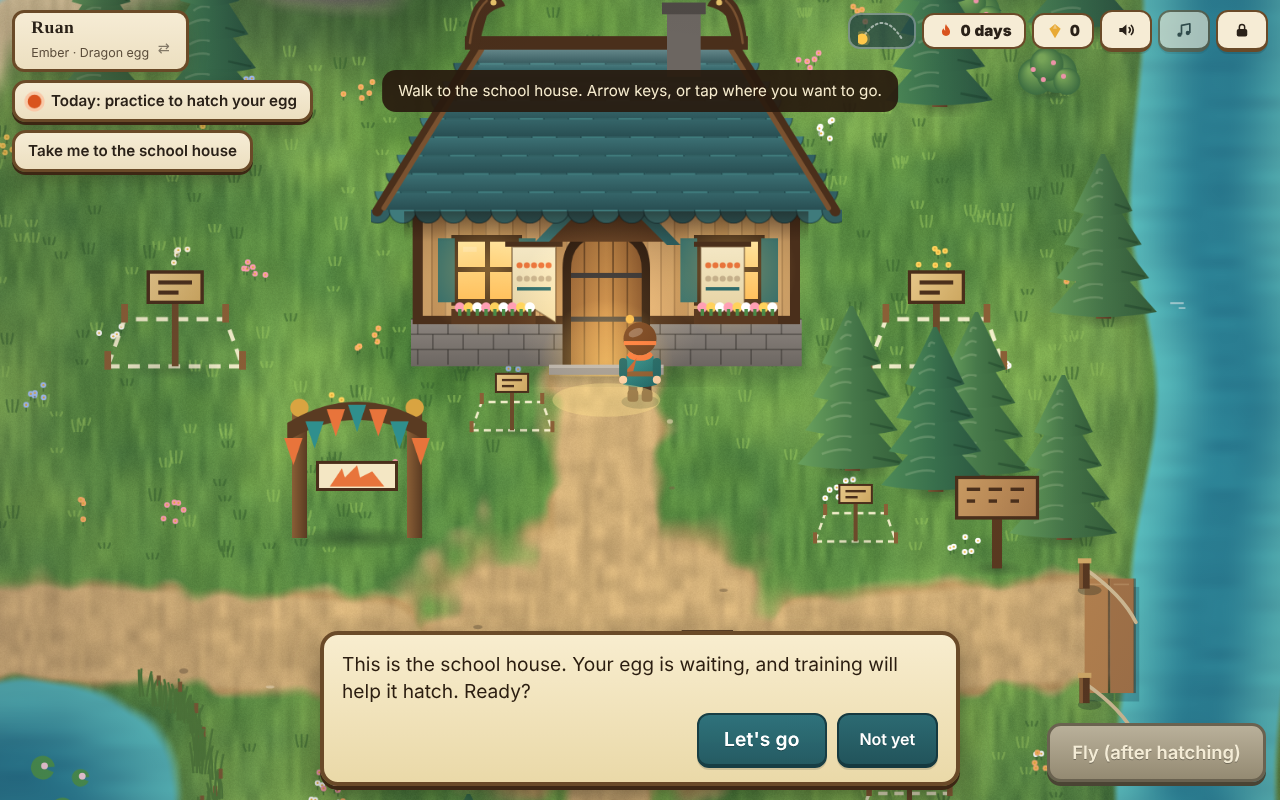 Ruan
Ember · Dragon egg
0 days
0
Today: practice to hatch your egg
Walk to the school house. Arrow keys, or tap where you want to go.
Take me to the school house
This is the school house. Your egg is waiting, and training will
help it hatch. Ready?
Let's go
Not yet
Fly (after hatching)